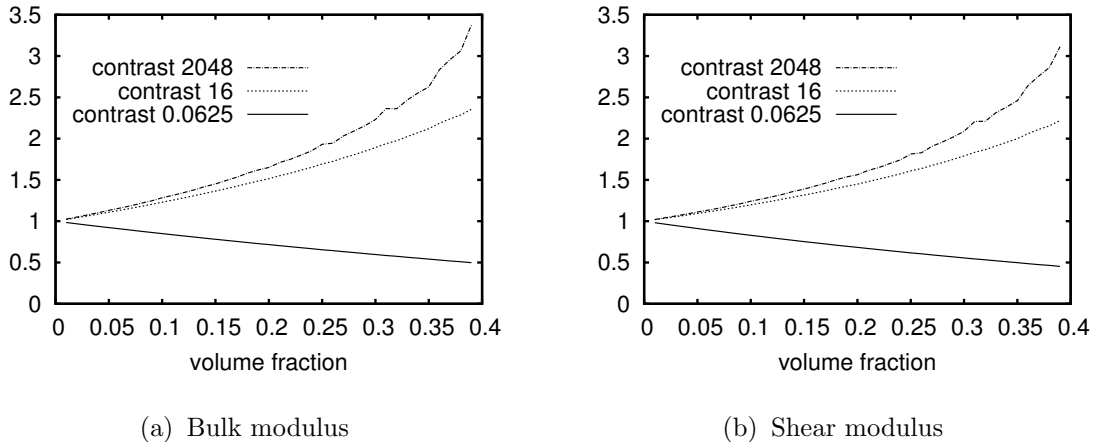 3.5
3
2.5
2
1.5
1
0.5
0
contrast 2048
contrast 16
contrast 0.0625
0 0.05 0.1 0.15 0.2 0.25 0.3 0.35 0.4
volume fraction
(a) Bulk modulus
3.5
3
2.5
2
1.5
1
0.5
0
contrast 2048
contrast 16
contrast 0.0625
0 0.05 0.1 0.15 0.2 0.25 0.3 0.35 0.4
volume fraction
(b) Shear modulus